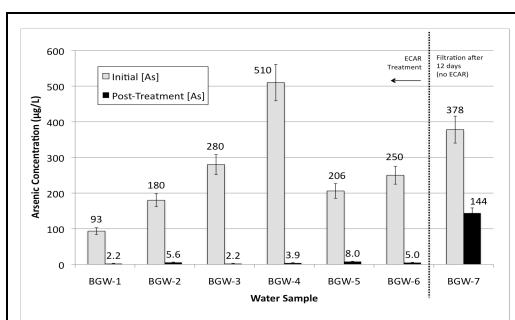 600
500
400
300
200
100
0
Arsenic Concentration (µg/L)
Initial [As]
Post-Treatment [As]
ECAR
Treatment
Filtration after
12 days
(no ECAR)
93
2.2
180
5.6
280
2.2
510
3.9
206
8.0
250
5.0
378
144
BGW-1 BGW-2 BGW-3 BGW-4 BGW-5 BGW-6 BGW-7
Water Sample